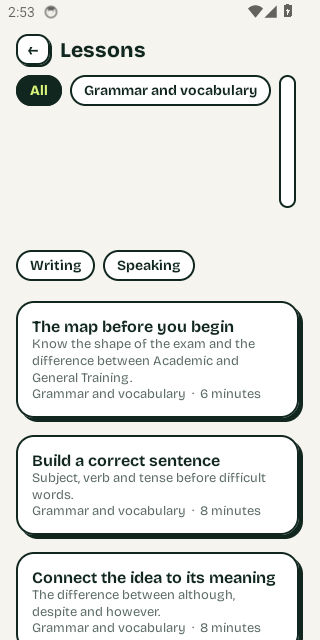 2:53
← Lessons
All
Grammar and vocabulary
Writing
Speaking
The map before you begin
Know the shape of the exam and the
difference between Academic and
General Training.
Grammar and vocabulary · 6 minutes
Build a correct sentence
Subject, verb and tense before difficult
words.
Grammar and vocabulary · 8 minutes
Connect the idea to its meaning
The difference between although,
despite and however.
Grammar and vocabulary · 8 minutes